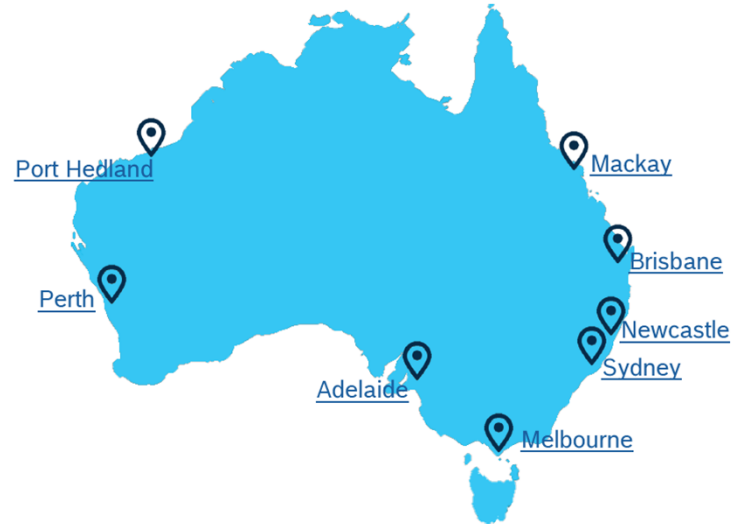 Port Hedland
Mackay
Brisbane
Perth
Newcastle
Sydney
Adelaide
Melbourne